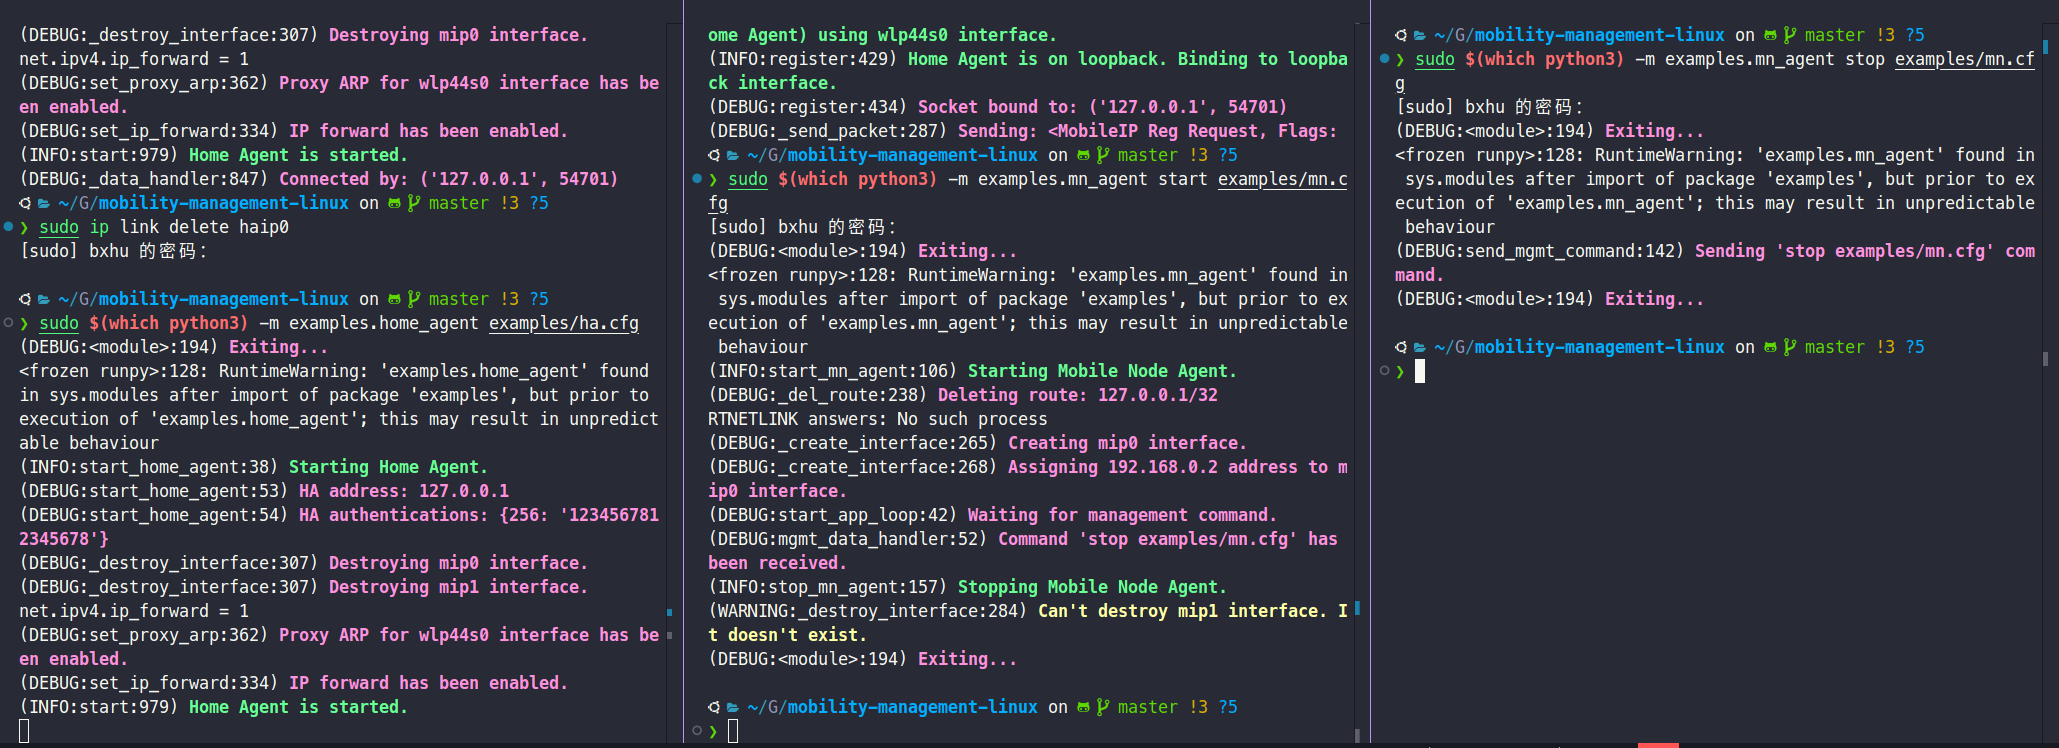 (DEBUG:_destroy_interface:307) Destroying mip0 interface.
net.ipv4.ip_forward = 1
(DEBUG:set_proxy_arp:362) Proxy ARP for wlp44s0 interface has be
en enabled.
(DEBUG:set_ip_forward:334) IP forward has been enabled.
(INFO:start:979) Home Agent is started.
(DEBUG:_data_handler:847) Connected by: ('127.0.0.1', 54701)
~/G/mobility-management-linux on master !3 ?5
❯ sudo ip link delete haip0
[sudo] bxhu 的密码：
~/G/mobility-management-linux on master !3 ?5
❯ sudo $(which python3) -m examples.home_agent examples/ha.cfg
(DEBUG:<module>:194) Exiting...
<frozen runpy>:128: RuntimeWarning: 'examples.home_agent' found
in sys.modules after import of package 'examples', but prior to
execution of 'examples.home_agent'; this may result in unpredict
able behaviour
(INFO:start_home_agent:38) Starting Home Agent.
(DEBUG:start_home_agent:53) HA address: 127.0.0.1
(DEBUG:start_home_agent:54) HA authentications: {256: '123456781
2345678'}
(DEBUG:_destroy_interface:307) Destroying mip0 interface.
(DEBUG:_destroy_interface:307) Destroying mip1 interface.
net.ipv4.ip_forward = 1
(DEBUG:set_proxy_arp:362) Proxy ARP for wlp44s0 interface has be
en enabled.
(DEBUG:set_ip_forward:334) IP forward has been enabled.
(INFO:start:979) Home Agent is started.
ome Agent) using wlp44s0 interface.
(INFO:register:429) Home Agent is on loopback. Binding to loopba
ck interface.
(DEBUG:register:434) Socket bound to: ('127.0.0.1', 54701)
(DEBUG:_send_packet:287) Sending: <MobileIP Reg Request, Flags:
~/G/mobility-management-linux on master !3 ?5
❯ sudo $(which python3) -m examples.mn_agent start examples/mn.c
fg
[sudo] bxhu 的密码：
(DEBUG:<module>:194) Exiting...
<frozen runpy>:128: RuntimeWarning: 'examples.mn_agent' found in
sys.modules after import of package 'examples', but prior to ex
ecution of 'examples.mn_agent'; this may result in unpredictable
behaviour
(INFO:start_mn_agent:106) Starting Mobile Node Agent.
(DEBUG:_del_route:238) Deleting route: 127.0.0.1/32
RTNETLINK answers: No such process
(DEBUG:_create_interface:265) Creating mip0 interface.
(DEBUG:_create_interface:268) Assigning 192.168.0.2 address to m
ip0 interface.
(DEBUG:start_app_loop:42) Waiting for management command.
(DEBUG:mgmt_data_handler:52) Command 'stop examples/mn.cfg' has
been received.
(INFO:stop_mn_agent:157) Stopping Mobile Node Agent.
(WARNING:_destroy_interface:284) Can't destroy mip1 interface. I
t doesn't exist.
(DEBUG:<module>:194) Exiting...
~/G/mobility-management-linux on master !3 ?5
❯
~/G/mobility-management-linux on master !3 ?5
❯ sudo $(which python3) -m examples.mn_agent stop examples/mn.cf
g
[sudo] bxhu 的密码：
(DEBUG:<module>:194) Exiting...
<frozen runpy>:128: RuntimeWarning: 'examples.mn_agent' found in
sys.modules after import of package 'examples', but prior to ex
ecution of 'examples.mn_agent'; this may result in unpredictable
behaviour
(DEBUG:send_mgmt_command:142) Sending 'stop examples/mn.cfg' com
mand.
(DEBUG:<module>:194) Exiting...
~/G/mobility-management-linux on master !3 ?5
❯